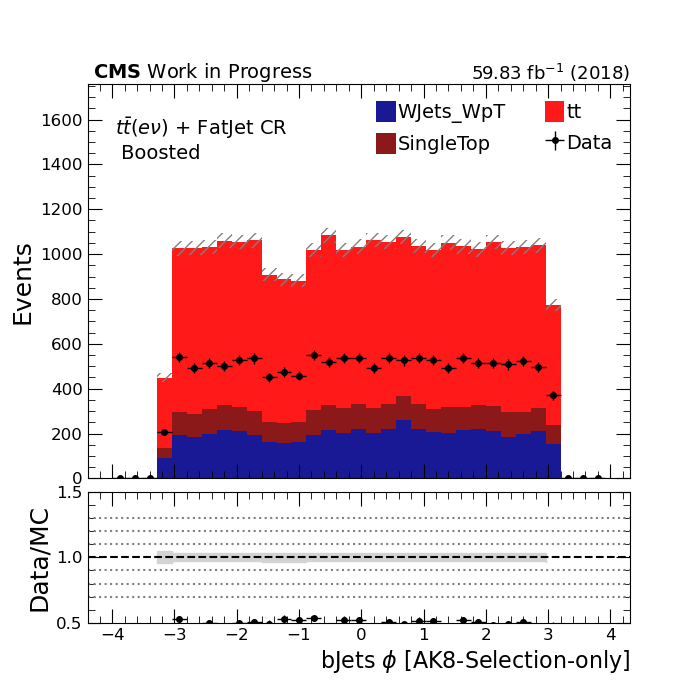 CMS Work in Progress 59.83 fb⁻¹ (2018)
tt̄(eν) + FatJet CR
Boosted
WJets_WpT
tt
SingleTop
Data
Events
1600
1400
1200
1000
800
600
400
200
0
Data/MC
1.5
1.0
0.5
−4 −3 −2 −1 0 1 2 3 4
bJets ϕ [AK8-Selection-only]